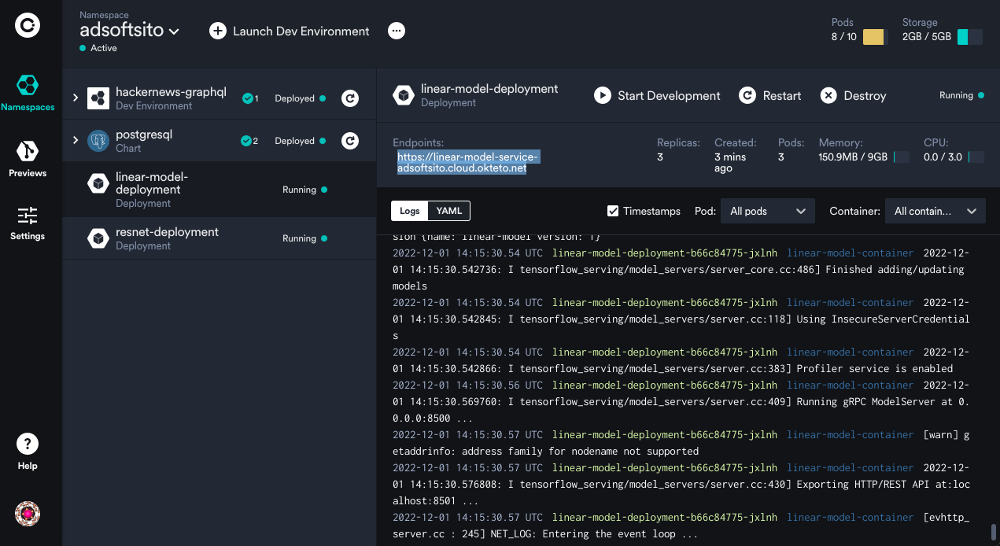 Namespace
adsoftsito
Active
Launch Dev Environment
Pods
8 / 10
Storage
2GB / 5GB
Namespaces
Previews
Settings
Help
hackernews-graphql
Dev Environment
1
Deployed
postgresql
Chart
2
Deployed
linear-model-
deployment
Deployment
Running
resnet-deployment
Deployment
Running
linear-model-deployment
Deployment
Start Development
Restart
Destroy
Running
Endpoints:
https://linear-model-service-
adsoftsito.cloud.okteto.net
Replicas:
3
Created:
3 mins
ago
Pods:
3
Memory:
150.9MB / 9GB
CPU:
0.0 / 3.0
Logs
YAML
Timestamps
Pod:
All pods
Container:
All contain...
sion {name: linear-model version: 1}
2022-12-01 14:15:30.54 UTC linear-model-deployment-b66c84775-jxlnh linear-model-container 2022-12-
01 14:15:30.542736: I tensorflow_serving/model_servers/server_core.cc:486] Finished adding/updating
models
2022-12-01 14:15:30.54 UTC linear-model-deployment-b66c84775-jxlnh linear-model-container 2022-12-
01 14:15:30.542845: I tensorflow_serving/model_servers/server.cc:118] Using InsecureServerCredential
s
2022-12-01 14:15:30.54 UTC linear-model-deployment-b66c84775-jxlnh linear-model-container 2022-12-
01 14:15:30.542866: I tensorflow_serving/model_servers/server.cc:383] Profiler service is enabled
2022-12-01 14:15:30.56 UTC linear-model-deployment-b66c84775-jxlnh linear-model-container 2022-12-
01 14:15:30.569760: I tensorflow_serving/model_servers/server.cc:409] Running gRPC ModelServer at 0.
0.0.0:8500 ...
2022-12-01 14:15:30.57 UTC linear-model-deployment-b66c84775-jxlnh linear-model-container [warn] g
etaddrinfo: address family for nodename not supported
2022-12-01 14:15:30.57 UTC linear-model-deployment-b66c84775-jxlnh linear-model-container 2022-12-
01 14:15:30.576808: I tensorflow_serving/model_servers/server.cc:430] Exporting HTTP/REST API at:loc
alhost:8501 ...
2022-12-01 14:15:30.57 UTC linear-model-deployment-b66c84775-jxlnh linear-model-container [evhttp_
server.cc : 245] NET_LOG: Entering the event loop ...